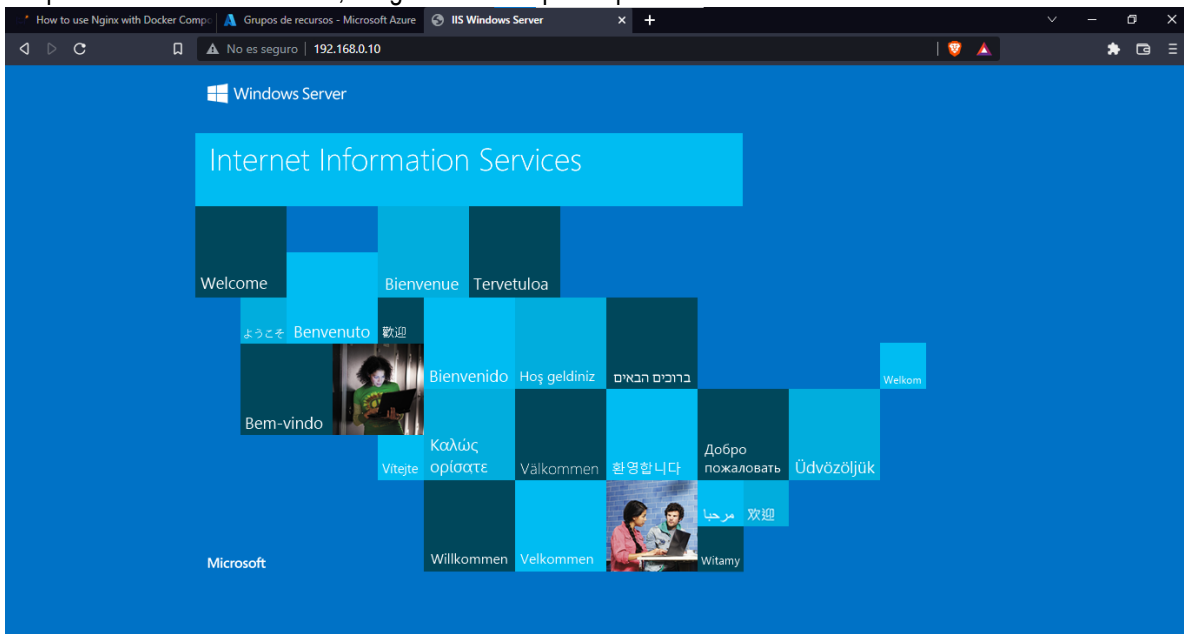 How to use Nginx with Docker Compo
Grupos de recursos - Microsoft Azure
IIS Windows Server
No es seguro
192.168.0.10
Windows Server
Internet Information Services
Welcome
Bienvenue
Tervetuloa
ようこそ
Benvenuto
歡迎
Bienvenido
Hoş geldiniz
ברוכים הבאים
Welkom
Bem-vindo
Vítejte
Καλώς
ορίσατε
Välkommen
환영합니다
Добро
пожаловать
Üdvözöljük
Microsoft
Willkommen
Velkommen
مرحبا
欢迎
Witamy